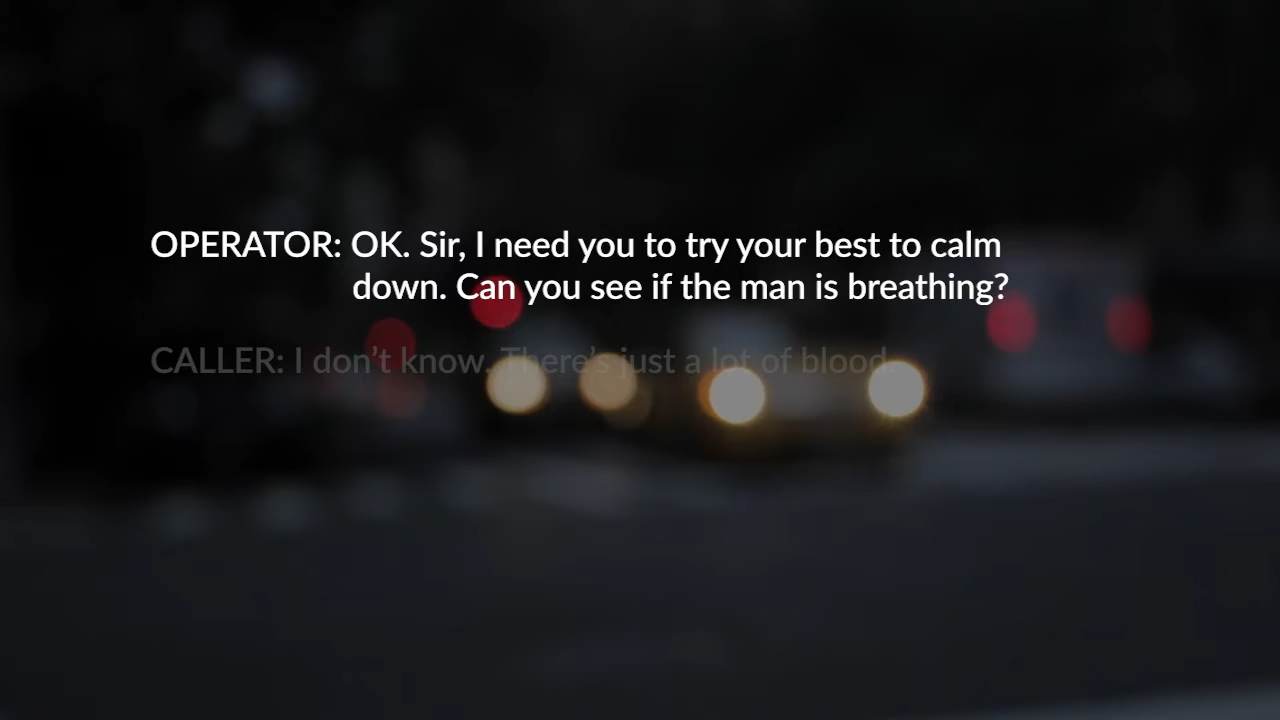 OPERATOR: OK. Sir, I need you to try your best to calm
down. Can you see if the man is breathing?
CALLER: I don’t know. There’s just a lot of blood.